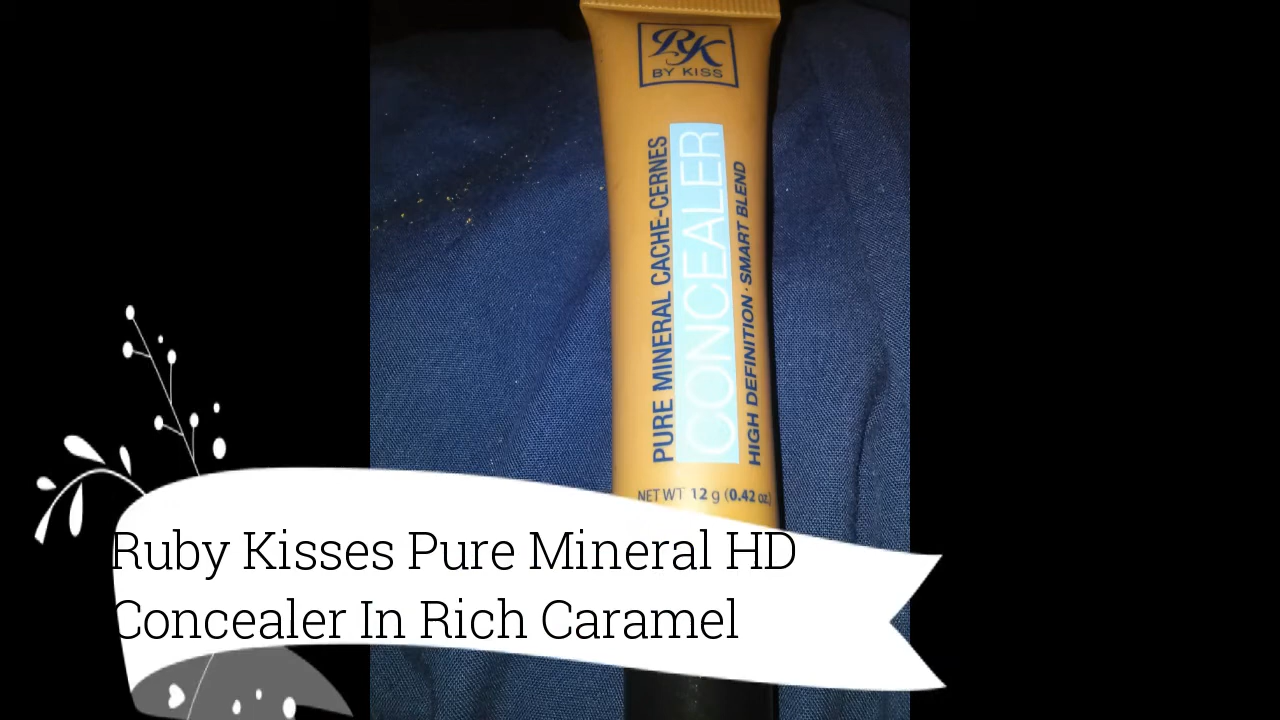 RK
BY KISS
PURE MINERAL CACHE-CERNES
CONCEALER
HIGH DEFINITION · SMART BLEND
NET WT 12 g (0.42 oz)
Ruby Kisses Pure Mineral HD
Concealer In Rich Caramel